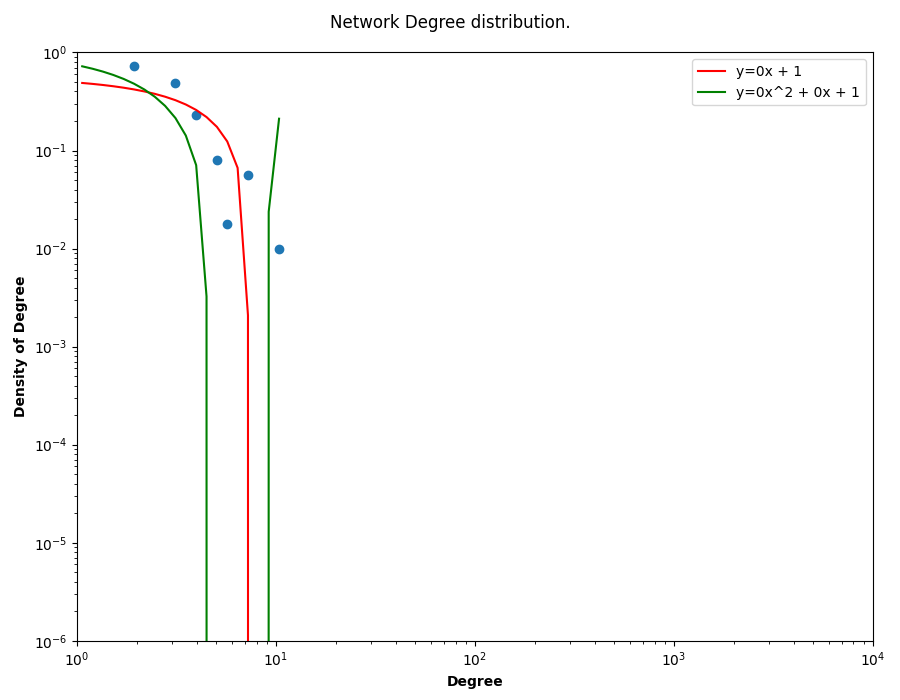 Network Degree distribution.
y=0x + 1
y=0x^2 + 0x + 1
Density of Degree
10^0
10^-1
10^-2
10^-3
10^-4
10^-5
10^-6
10^0 10^1 10^2 10^3 10^4
Degree